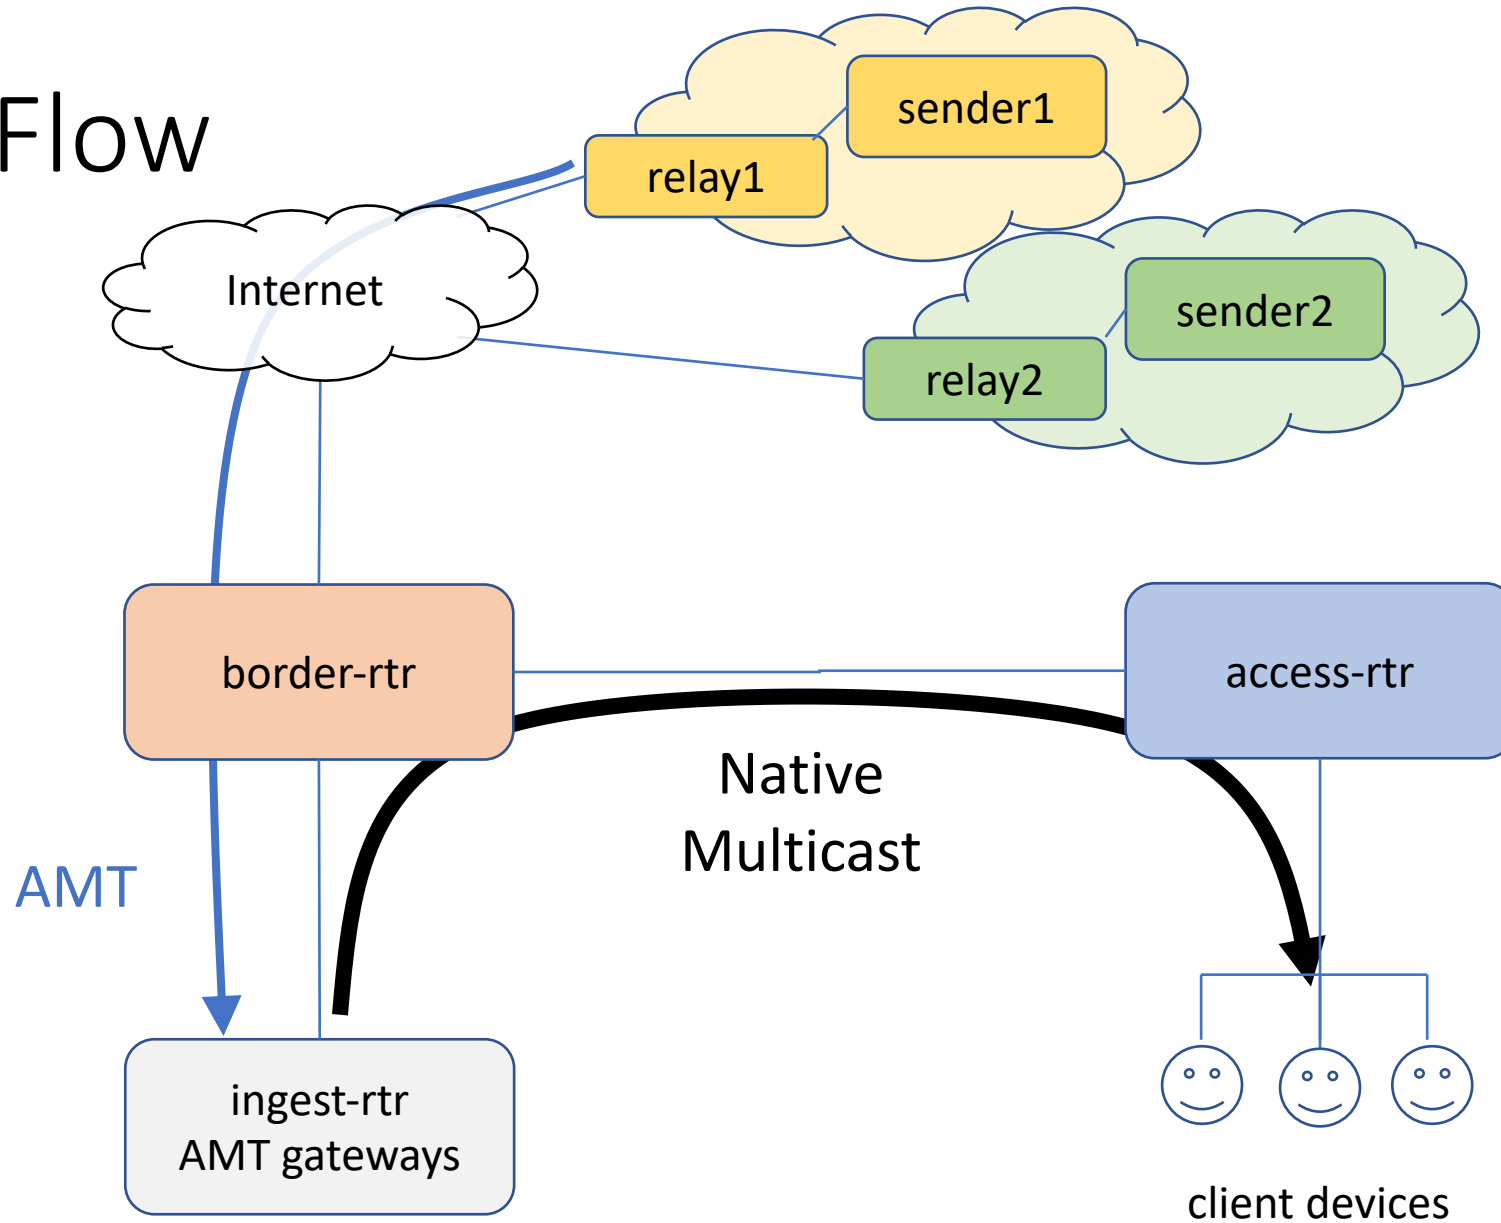 Flow
sender1
relay1
Internet
sender2
relay2
border-rtr
access-rtr
Native
Multicast
AMT
ingest-rtr
AMT gateways
client devices